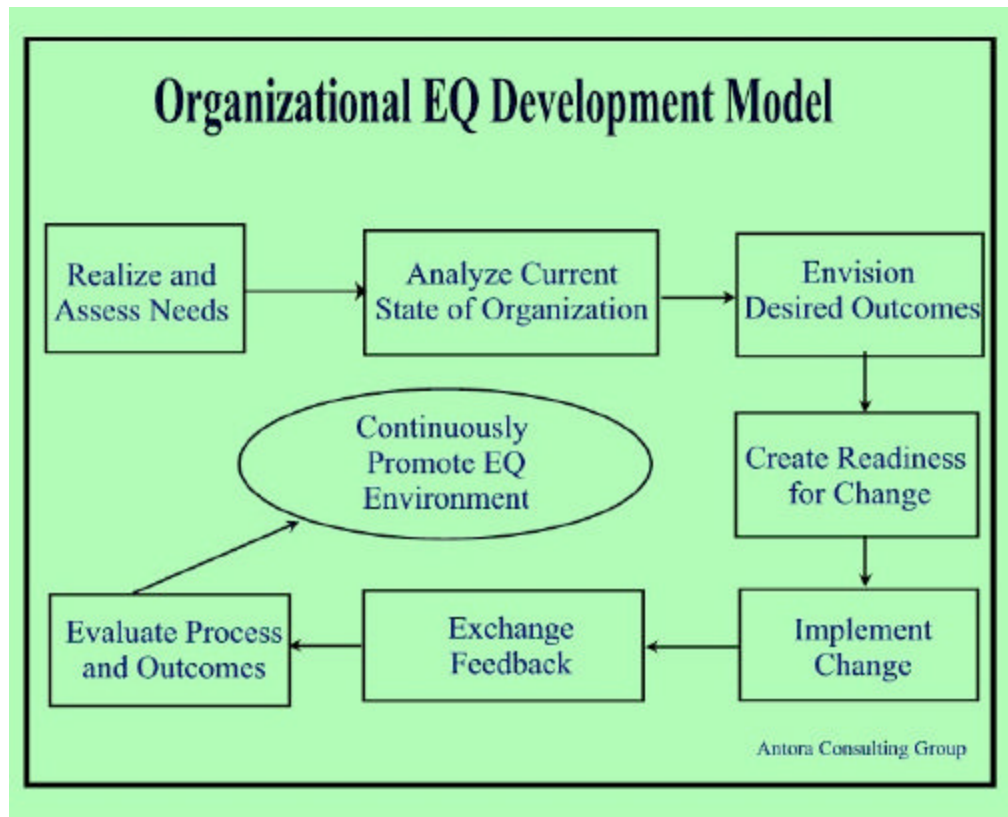 Organizational EQ Development Model
Realize and
Assess Needs
Analyze Current
State of Organization
Envision
Desired Outcomes
Continuously
Promote EQ
Environment
Create Readiness
for Change
Evaluate Process
and Outcomes
Exchange
Feedback
Implement
Change
Antora Consulting Group